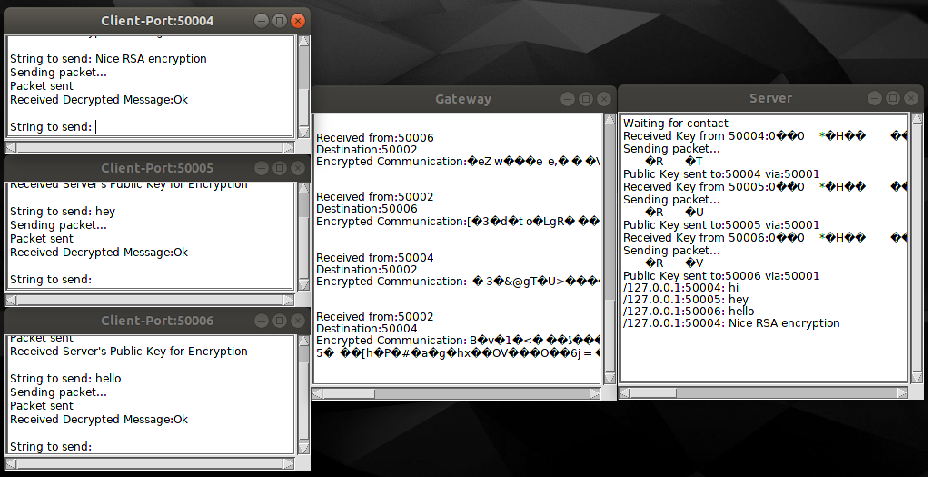 Client-Port:50004
String to send: Nice RSA encryption
Sending packet...
Packet sent
Received Decrypted Message:Ok
String to send:
Client-Port:50005
Received Server's Public Key for Encryption
String to send: hey
Sending packet...
Packet sent
Received Decrypted Message:Ok
String to send:
Client-Port:50006
Packet sent
Received Server's Public Key for Encryption
String to send: hello
Sending packet...
Packet sent
Received Decrypted Message:Ok
String to send:
Gateway
Received from:50006
Destination:50002
Encrypted Communication:�eZ w���e e,� � �V
Received from:50002
Destination:50006
Encrypted Communication:[�3�d�t o�LgR� ��
Received from:50004
Destination:50002
Encrypted Communication: � 3�&@gT�U>����
Received from:50002
Destination:50004
Encrypted Communication: B�v�1�<� ��
5� ��[h�P�#�a�g�hx��OV���O��6j = �
Server
Waiting for contact
Received Key from 50004:0��0 *�H�� ��
Sending packet...
�R �T
Public Key sent to:50004 via:50001
Received Key from 50005:0��0 *�H�� ��
Sending packet...
�R �U
Public Key sent to:50005 via:50001
Received Key from 50006:0��0 *�H�� ��
Sending packet...
�R �V
Public Key sent to:50006 via:50001
/127.0.0.1:50004: hi
/127.0.0.1:50005: hey
/127.0.0.1:50006: hello
/127.0.0.1:50004: Nice RSA encryption